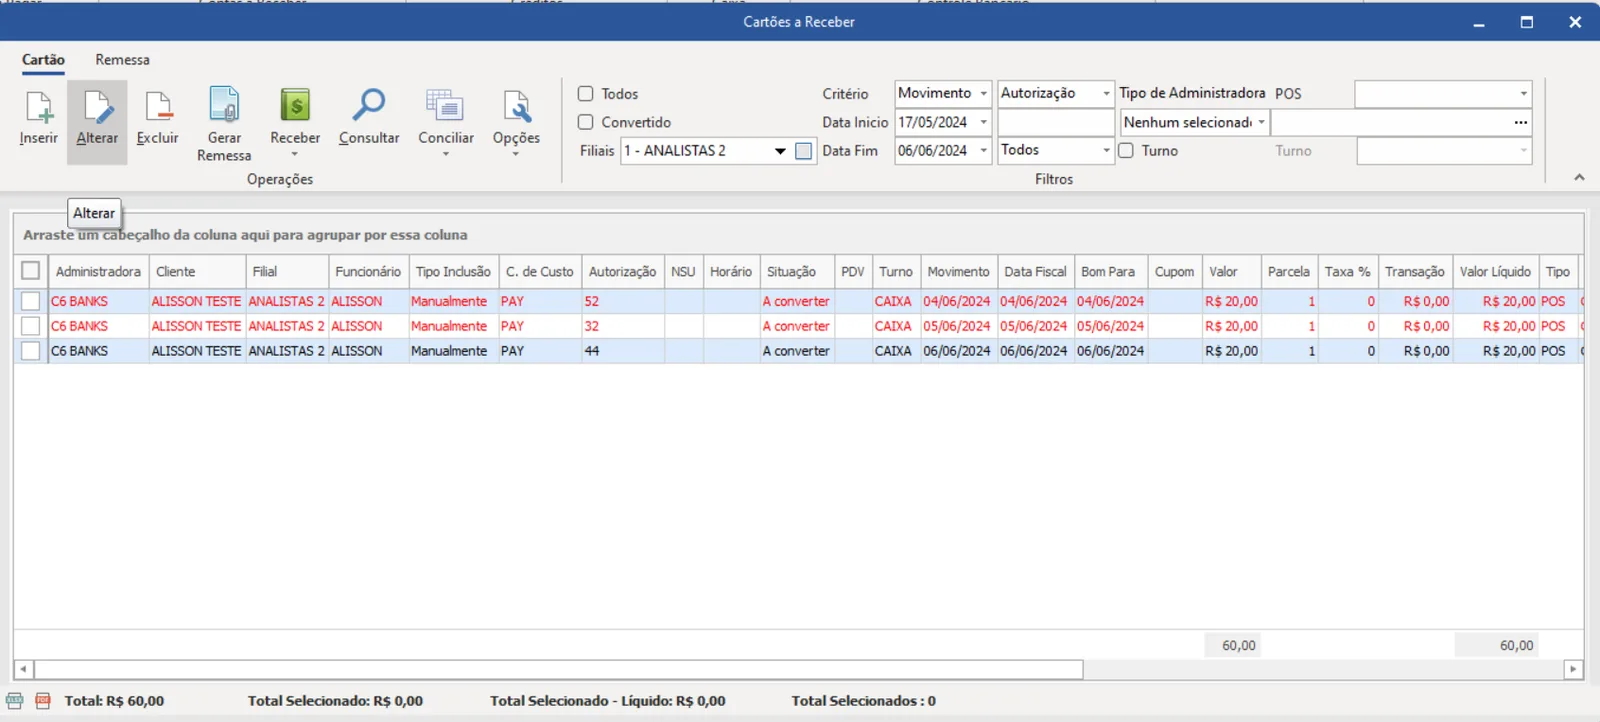 Cartões a Receber
Cartão Remessa
Inserir Alterar Excluir Gerar Remessa Receber Consultar Conciliar Opções
Operações
Todos
Convertido
Filiais 1 - ANALISTAS 2
Critério Movimento Autorização Tipo de Administradora POS
Data Inicio 17/05/2024 Nenhum selecionad ...
Data Fim 06/06/2024 Todos Turno Turno
Filtros
Alterar
Arraste um cabeçalho da coluna aqui para agrupar por essa coluna
Administradora Cliente Filial Funcionário Tipo Inclusão C. de Custo Autorização NSU Horário Situação PDV Turno Movimento Data Fiscal Bom Para Cupom Valor Parcela Taxa % Transação Valor Líquido Tipo
C6 BANKS ALISSON TESTE ANALISTAS 2 ALISSON Manualmente PAY 52 A converter CAIXA 04/06/2024 04/06/2024 04/06/2024 R$ 20,00 1 0 R$ 0,00 R$ 20,00 POS
C6 BANKS ALISSON TESTE ANALISTAS 2 ALISSON Manualmente PAY 32 A converter CAIXA 05/06/2024 05/06/2024 05/06/2024 R$ 20,00 1 0 R$ 0,00 R$ 20,00 POS
C6 BANKS ALISSON TESTE ANALISTAS 2 ALISSON Manualmente PAY 44 A converter CAIXA 06/06/2024 06/06/2024 06/06/2024 R$ 20,00 1 0 R$ 0,00 R$ 20,00 POS
60,00 60,00
Total: R$ 60,00 Total Selecionado: R$ 0,00 Total Selecionado - Líquido: R$ 0,00 Total Selecionados : 0